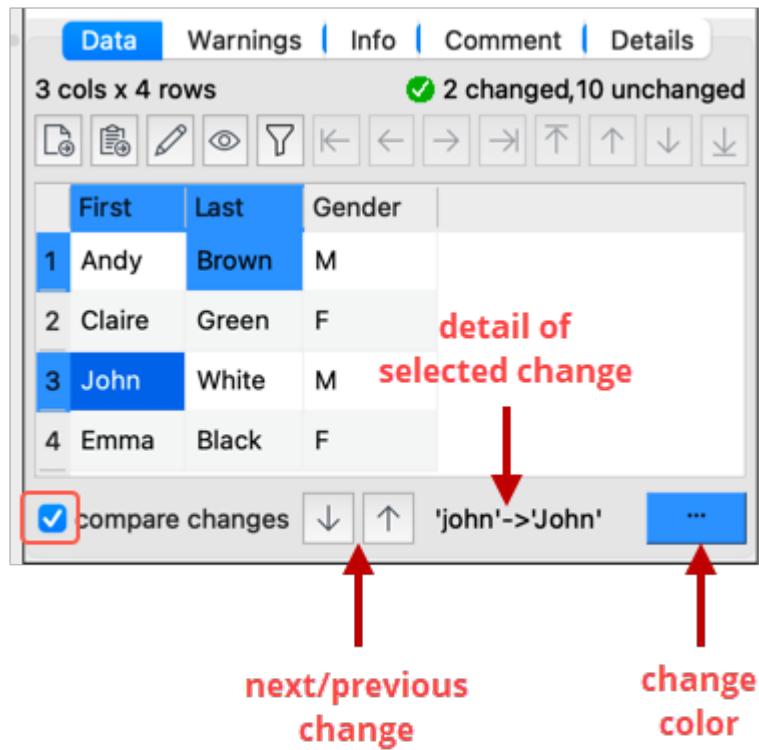 Data Warnings Info Comment Details
3 cols x 4 rows 2 changed,10 unchanged
First Last Gender
1 Andy Brown M
2 Claire Green F
3 John White M
4 Emma Black F
detail of
selected change
compare changes 'john'->'John' ...
next/previous
change
change
color